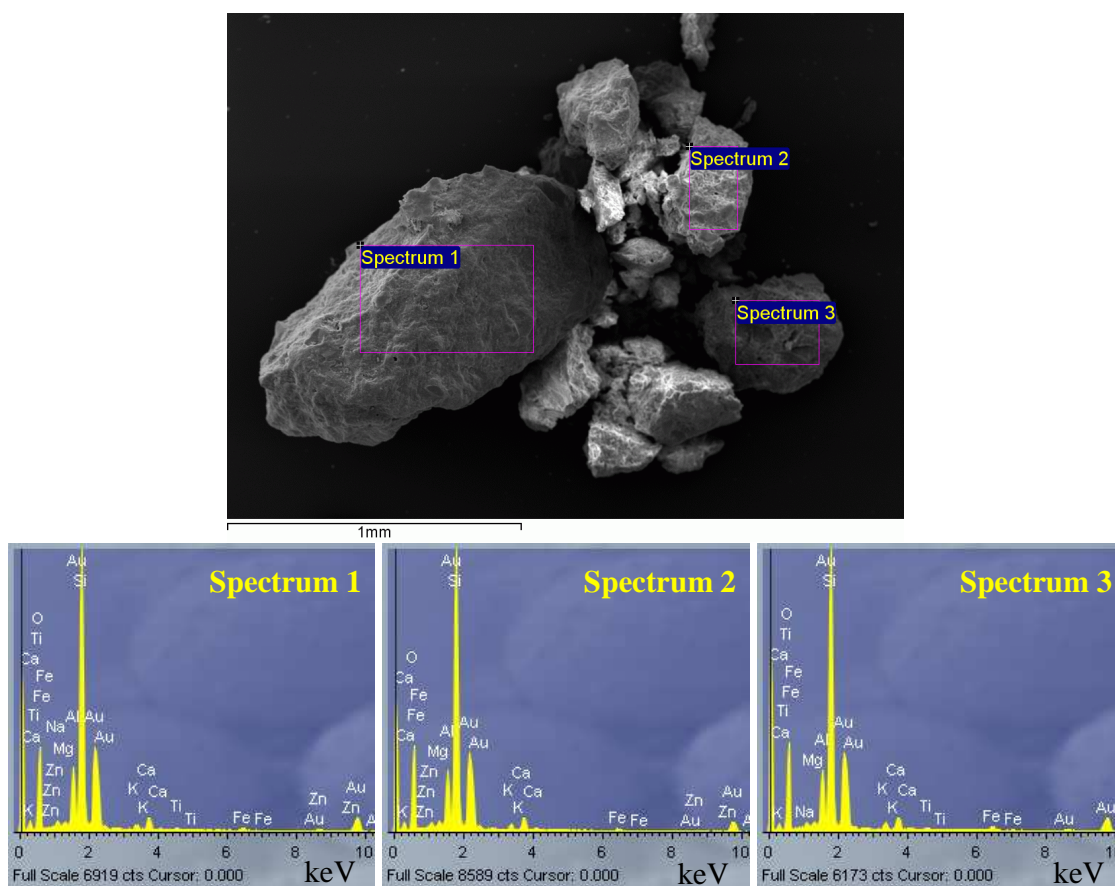 Spectrum 2
Spectrum 1
Spectrum 3
1mm
Spectrum 1
Au
Si
O
Ti
Ca
Fe
Fe
Ti
Na
Al
Au
Ca
Mg
Au
Zn
Zn
Zn
K
Ca
K
Ca
K
Ti
Ti
Fe
Fe
Zn
Au
Au
Zn
A
0 2 4 6 8 10
Full Scale 6919 cts Cursor: 0.000
keV
Spectrum 2
Au
Si
O
Ca
Fe
Fe
Ca
Al
Au
Mg
Au
Zn
Zn
K
Ca
K
Ca
K
Fe
Fe
Zn
Au
Au
Zn
0 2 4 6 8 10
Full Scale 8589 cts Cursor: 0.000
keV
Spectrum 3
Au
Si
O
Ti
Ca
Fe
Fe
Ti
Ca
Al
Au
Au
Mg
K
Na
Ca
K
Ca
K
Ti
Ti
Fe
Fe
Au
Au
0 2 4 6 8 10
Full Scale 6173 cts Cursor: 0.000
keV